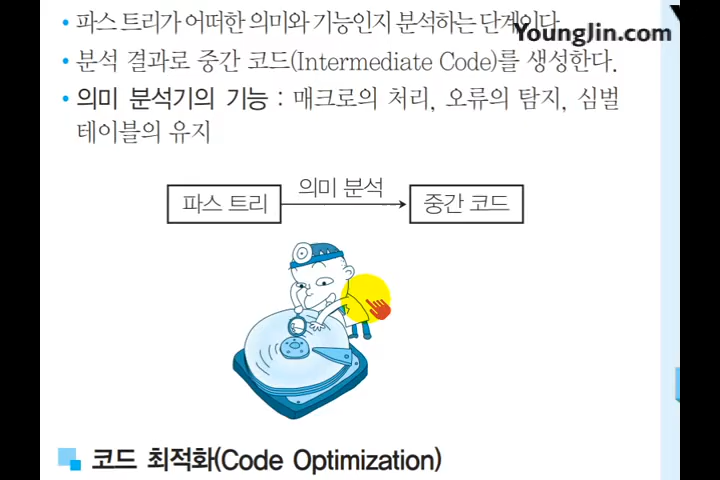 • 파스 트리가 어떠한 의미와 기능인지 분석하는 단계이다.
YoungJin.com
• 분석 결과로 중간 코드(Intermediate Code)를 생성한다.
• 의미 분석기의 기능 : 매크로의 처리, 오류의 탐지, 심벌
테이블의 유지
파스 트리
의미 분석
중간 코드
코드 최적화(Code Optimization)